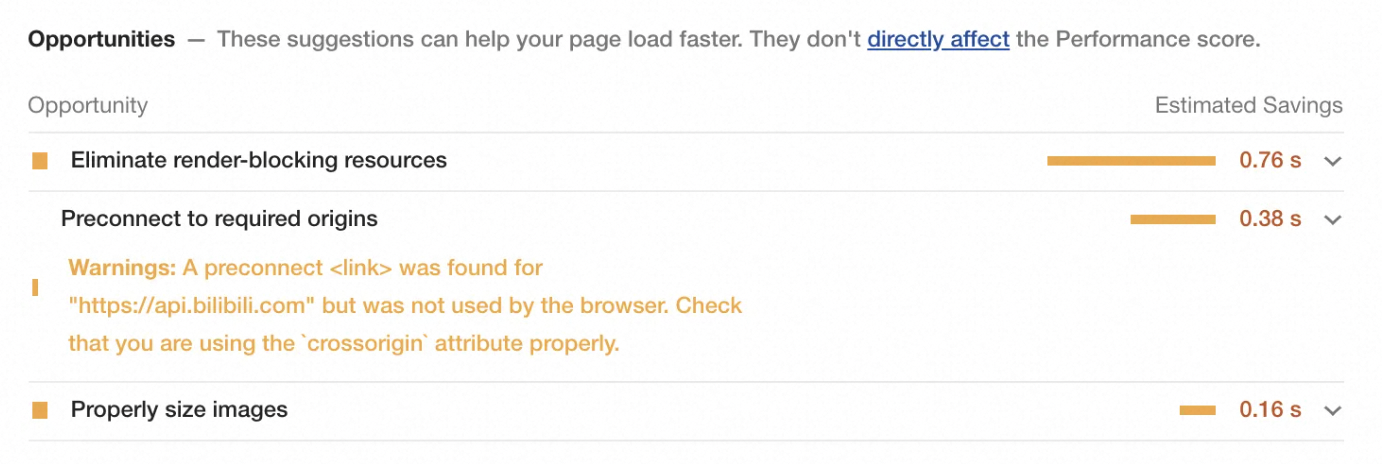 Opportunities — These suggestions can help your page load faster. They don't directly affect the Performance score.
Opportunity Estimated Savings
Eliminate render-blocking resources 0.76 s
Preconnect to required origins 0.38 s
Warnings: A preconnect <link> was found for
"https://api.bilibili.com" but was not used by the browser. Check
that you are using the `crossorigin` attribute properly.
Properly size images 0.16 s